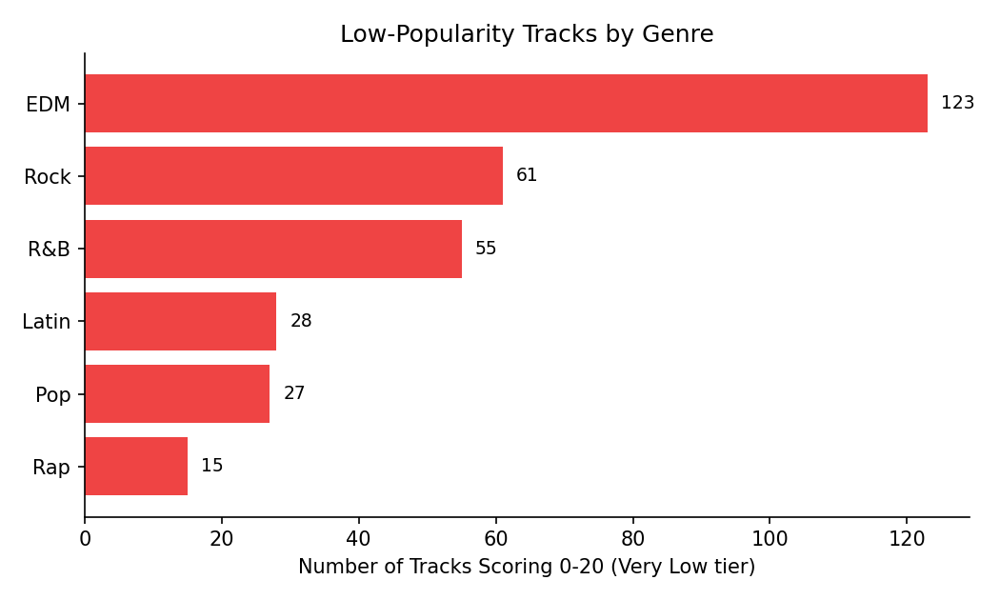 Low-Popularity Tracks by Genre
EDM 123
Rock 61
R&B 55
Latin 28
Pop 27
Rap 15
0 20 40 60 80 100 120
Number of Tracks Scoring 0-20 (Very Low tier)